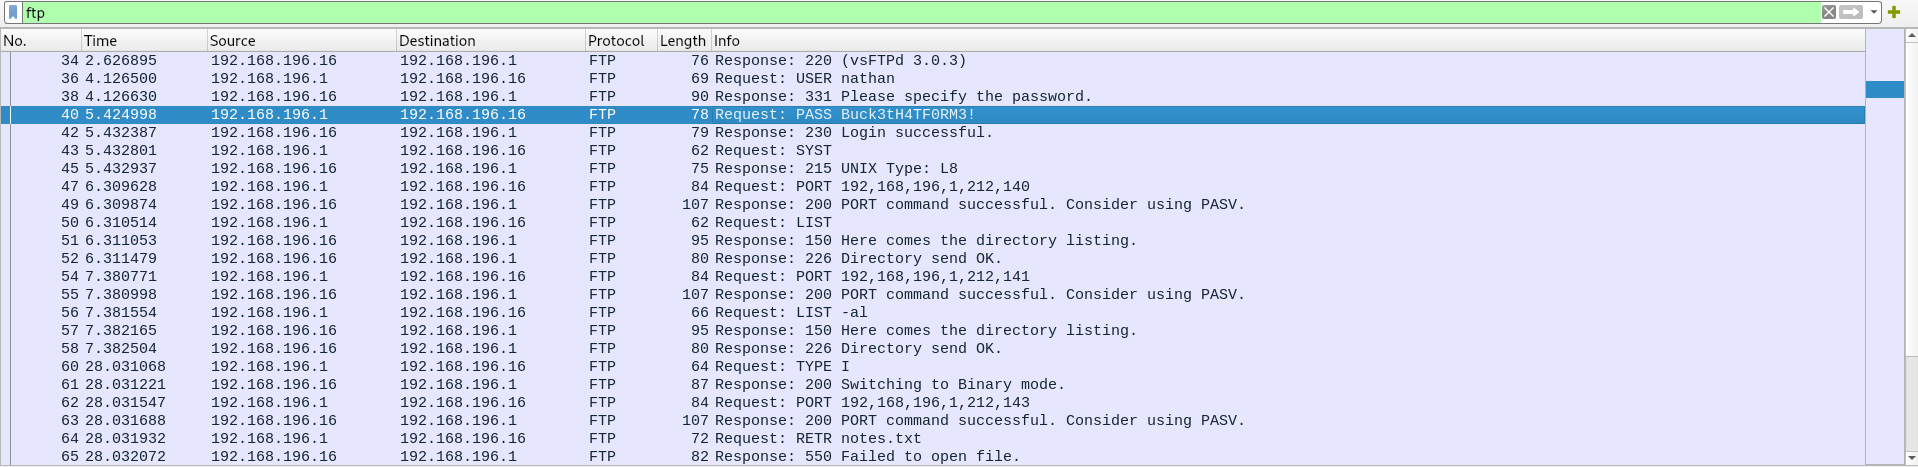 ftp
No. Time Source Destination Protocol Length Info
34 2.626895 192.168.196.16 192.168.196.1 FTP 76 Response: 220 (vsFTPd 3.0.3)
36 4.126500 192.168.196.1 192.168.196.16 FTP 69 Request: USER nathan
38 4.126630 192.168.196.16 192.168.196.1 FTP 90 Response: 331 Please specify the password.
40 5.424998 192.168.196.1 192.168.196.16 FTP 78 Request: PASS Buck3tH4TF0RM3!
42 5.432387 192.168.196.16 192.168.196.1 FTP 79 Response: 230 Login successful.
43 5.432801 192.168.196.1 192.168.196.16 FTP 62 Request: SYST
45 5.432937 192.168.196.16 192.168.196.1 FTP 75 Response: 215 UNIX Type: L8
47 6.309628 192.168.196.1 192.168.196.16 FTP 84 Request: PORT 192,168,196,1,212,140
49 6.309874 192.168.196.16 192.168.196.1 FTP 107 Response: 200 PORT command successful. Consider using PASV.
50 6.310514 192.168.196.1 192.168.196.16 FTP 62 Request: LIST
51 6.311053 192.168.196.16 192.168.196.1 FTP 95 Response: 150 Here comes the directory listing.
52 6.311479 192.168.196.16 192.168.196.1 FTP 80 Response: 226 Directory send OK.
54 7.380771 192.168.196.1 192.168.196.16 FTP 84 Request: PORT 192,168,196,1,212,141
55 7.380998 192.168.196.16 192.168.196.1 FTP 107 Response: 200 PORT command successful. Consider using PASV.
56 7.381554 192.168.196.1 192.168.196.16 FTP 66 Request: LIST -al
57 7.382165 192.168.196.16 192.168.196.1 FTP 95 Response: 150 Here comes the directory listing.
58 7.382504 192.168.196.16 192.168.196.1 FTP 80 Response: 226 Directory send OK.
60 28.031068 192.168.196.1 192.168.196.16 FTP 64 Request: TYPE I
61 28.031221 192.168.196.16 192.168.196.1 FTP 87 Response: 200 Switching to Binary mode.
62 28.031547 192.168.196.1 192.168.196.16 FTP 84 Request: PORT 192,168,196,1,212,143
63 28.031688 192.168.196.16 192.168.196.1 FTP 107 Response: 200 PORT command successful. Consider using PASV.
64 28.031932 192.168.196.1 192.168.196.16 FTP 72 Request: RETR notes.txt
65 28.032072 192.168.196.16 192.168.196.1 FTP 82 Response: 550 Failed to open file.